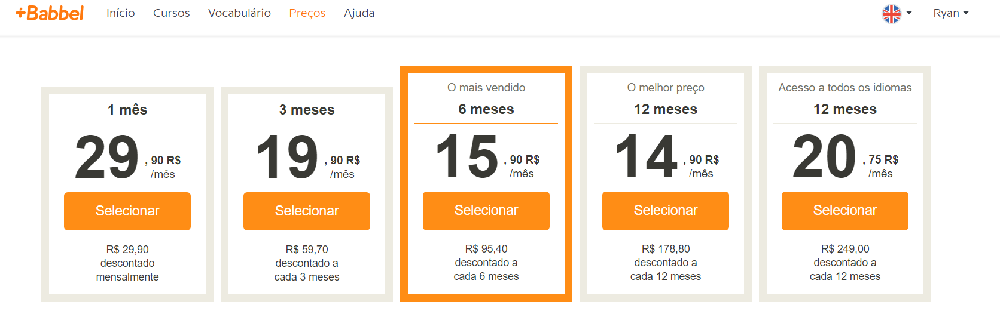 +Babbel Início Cursos Vocabulário Preços Ajuda Ryan
1 mês
29 , 90 R$
/mês
Selecionar
R$ 29,90
descontado
mensalmente
3 meses
19 , 90 R$
/mês
Selecionar
R$ 59,70
descontado a
cada 3 meses
O mais vendido
6 meses
15 , 90 R$
/mês
Selecionar
R$ 95,40
descontado a
cada 6 meses
O melhor preço
12 meses
14 , 90 R$
/mês
Selecionar
R$ 178,80
descontado a
cada 12 meses
Acesso a todos os idiomas
12 meses
20 , 75 R$
/mês
Selecionar
R$ 249,00
descontado a
cada 12 meses